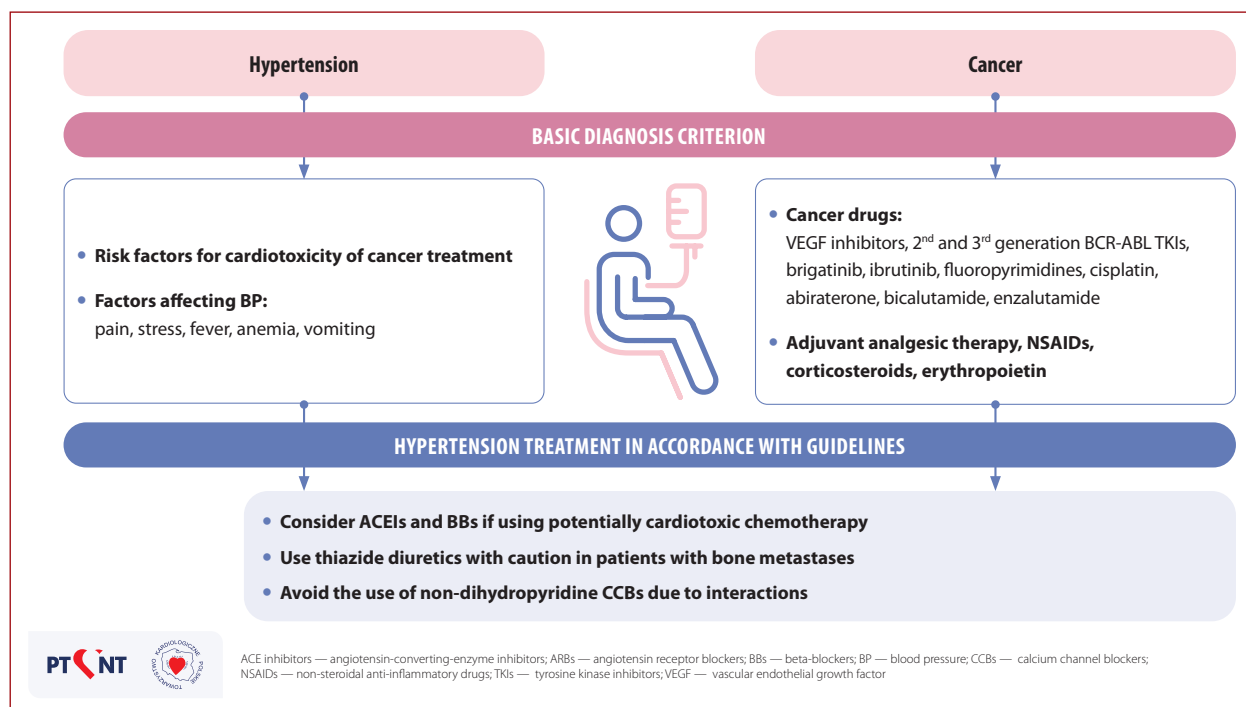 Hypertension
Cancer
BASIC DIAGNOSIS CRITERION
• Risk factors for cardiotoxicity of cancer treatment
• Factors affecting BP:
pain, stress, fever, anemia, vomiting
• Cancer drugs:
VEGF inhibitors, 2nd and 3rd generation BCR-ABL TKIs,
brigatinib, ibrutinib, fluoropyrimidines, cisplatin,
abiraterone, bicalutamide, enzalutamide
• Adjuvant analgesic therapy, NSAIDs,
corticosteroids, erythropoietin
HYPERTENSION TREATMENT IN ACCORDANCE WITH GUIDELINES
• Consider ACEIs and BBs if using potentially cardiotoxic chemotherapy
• Use thiazide diuretics with caution in patients with bone metastases
• Avoid the use of non-dihydropyridine CCBs due to interactions
PT NT
POLSKIE TOWARZYSTWO KARDIOLOGICZNE
ACE inhibitors — angiotensin-converting-enzyme inhibitors; ARBs — angiotensin receptor blockers; BBs — beta-blockers; BP — blood pressure; CCBs — calcium channel blockers;
NSAIDs — non-steroidal anti-inflammatory drugs; TKIs — tyrosine kinase inhibitors; VEGF — vascular endothelial growth factor